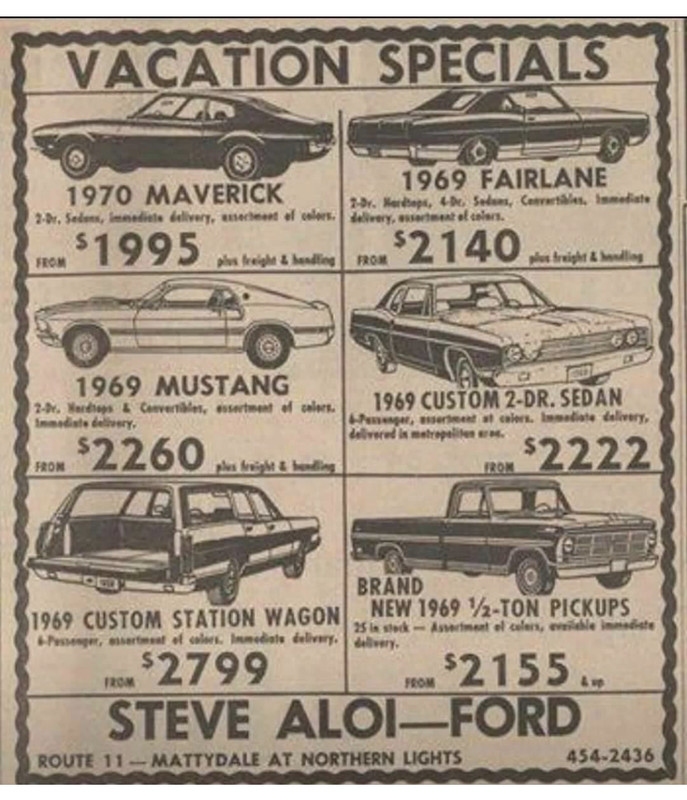 VACATION SPECIALS
1970 MAVERICK
2-Dr. Sedans, immediate delivery, assortment of colors.
FROM $1995 plus freight & handling
1969 FAIRLANE
2-Dr. Hardtops, 4-Dr. Sedans, Convertibles. Immediate
delivery, assortment of colors.
FROM $2140 plus freight & handling
1969 MUSTANG
2-Dr. Hardtops & Convertibles, assortment of colors.
Immediate delivery.
FROM $2260 plus freight & handling
1969 CUSTOM 2-DR. SEDAN
6-Passenger, assortment of colors. Immediate delivery,
delivered in metropolitan area.
FROM $2222
1969 CUSTOM STATION WAGON
6-Passenger, assortment of colors. Immediate delivery.
FROM $2799
BRAND
NEW 1969 ½-TON PICKUPS
25 in stock — Assortment of colors, available immediate
delivery.
FROM $2155 & up
STEVE ALOI—FORD
ROUTE 11 — MATTYDALE AT NORTHERN LIGHTS 454-2436